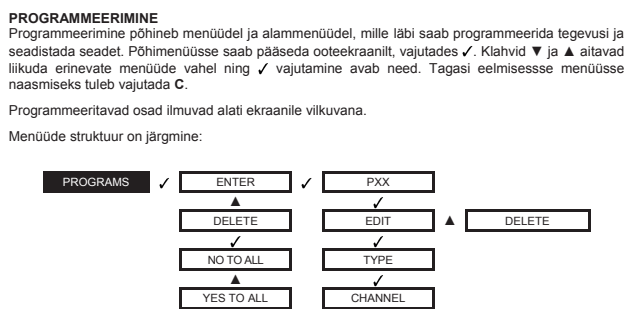 PROGRAMMEERIMINE
Programmeerimine põhineb menüüdel ja alammenüüdel, mille läbi saab programmeerida tegevusi ja
seadistada seadet. Põhimenüüsse saab pääseda ooteekraanilt, vajutades ✓. Klahvid ▼ ja ▲ aitavad
liikuda erinevate menüüde vahel ning ✓ vajutamine avab need. Tagasi eelmisessse menüüsse
naasmiseks tuleb vajutada C.
Programmeeritavad osad ilmuvad alati ekraanile vilkuvana.
Menüüde struktuur on järgmine:
PROGRAMS ✓ ENTER ✓ PXX
▲ ✓
DELETE EDIT ▲ DELETE
✓ ✓
NO TO ALL TYPE
▲ ✓
YES TO ALL CHANNEL